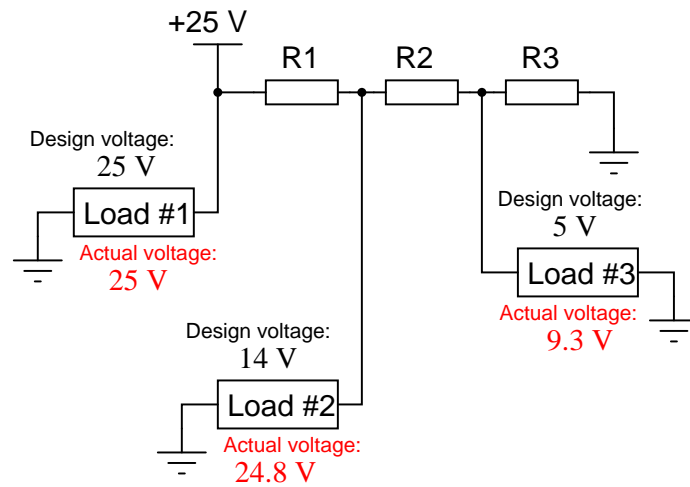 +25 V
R1
R2
R3
Design voltage:
25 V
Load #1
Actual voltage:
25 V
Design voltage:
5 V
Load #3
Actual voltage:
9.3 V
Design voltage:
14 V
Load #2
Actual voltage:
24.8 V